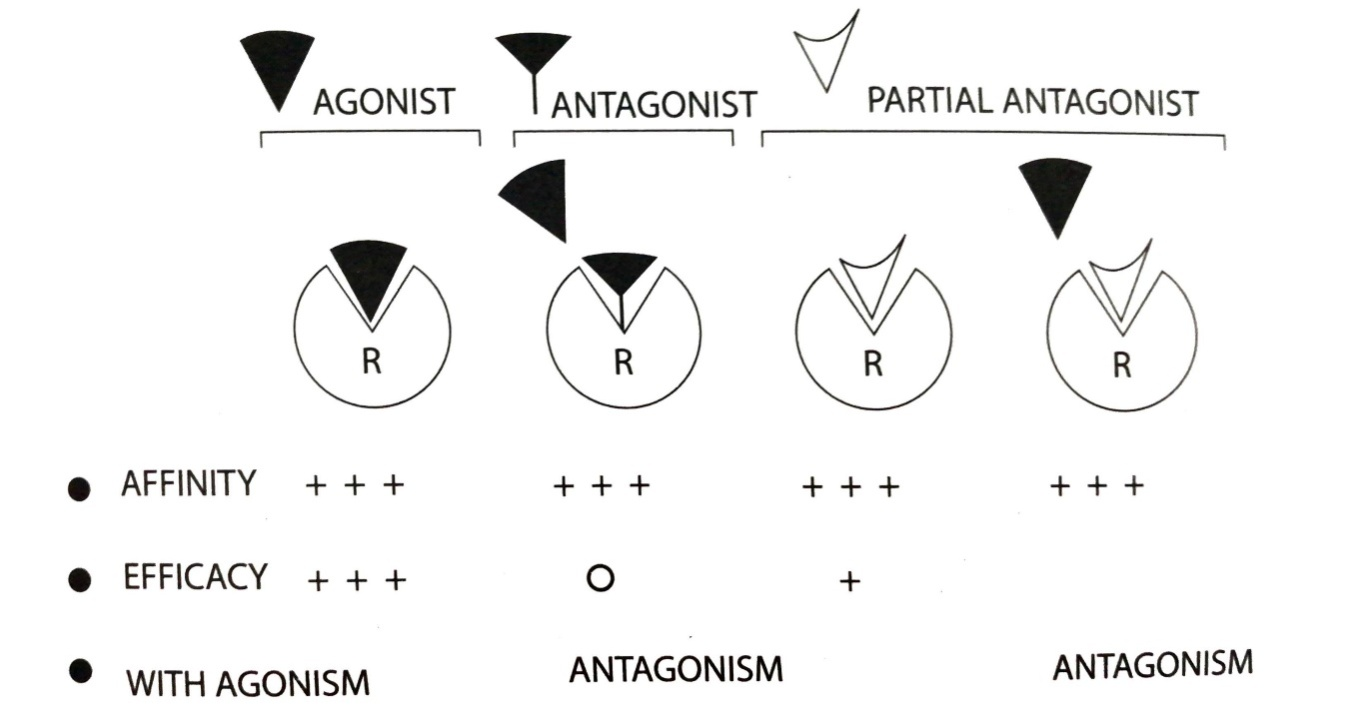 AGONIST ANTAGONIST PARTIAL ANTAGONIST
R R R R
● AFFINITY + + + + + + + + + + + +
● EFFICACY + + + O +
● WITH AGONISM ANTAGONISM ANTAGONISM